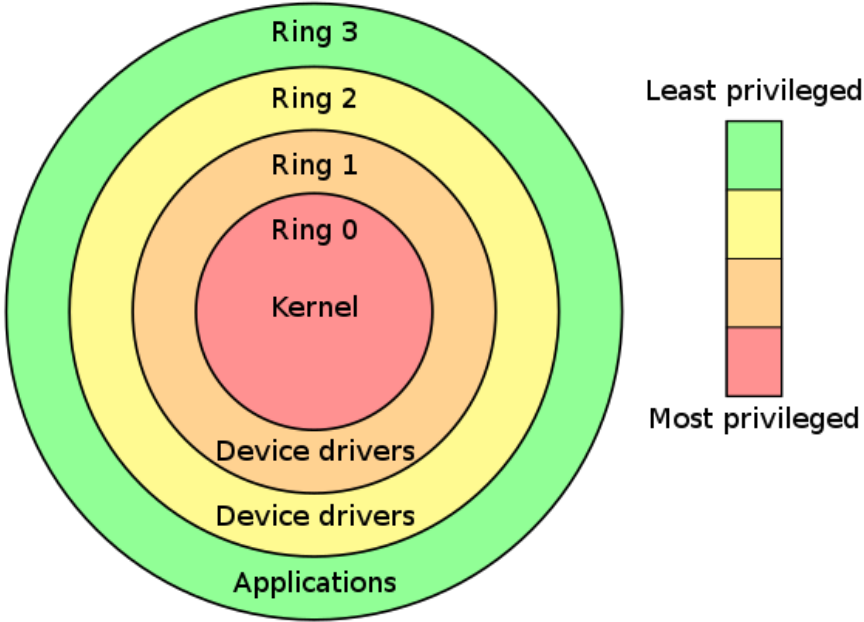 Ring 3
Ring 2
Ring 1
Ring 0
Kernel
Device drivers
Device drivers
Applications
Least privileged
Most privileged